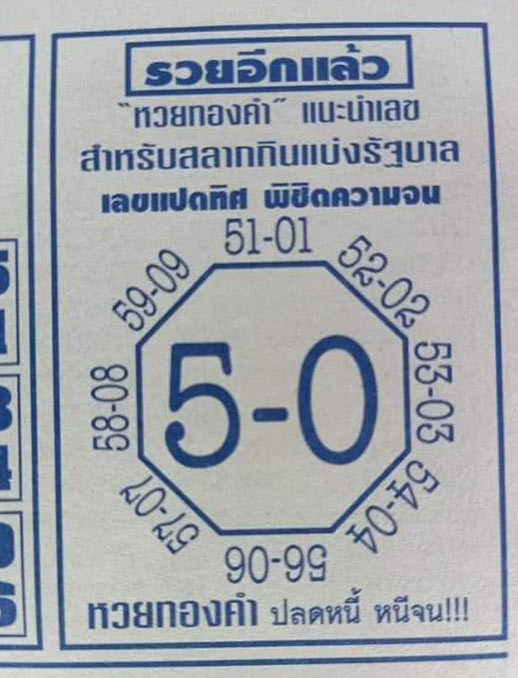 รวยอีกแล้ว
"หวยทองคำ" แนะนำเลข
สำหรับสลากกินแบ่งรัฐบาล
เลขแปดทิศ พิชิตความจน
51-01
52-02
53-03
54-04
56-06
57-07
58-08
59-09
5-0
หวยทองคำ ปลดหนี้ หนีจน!!!